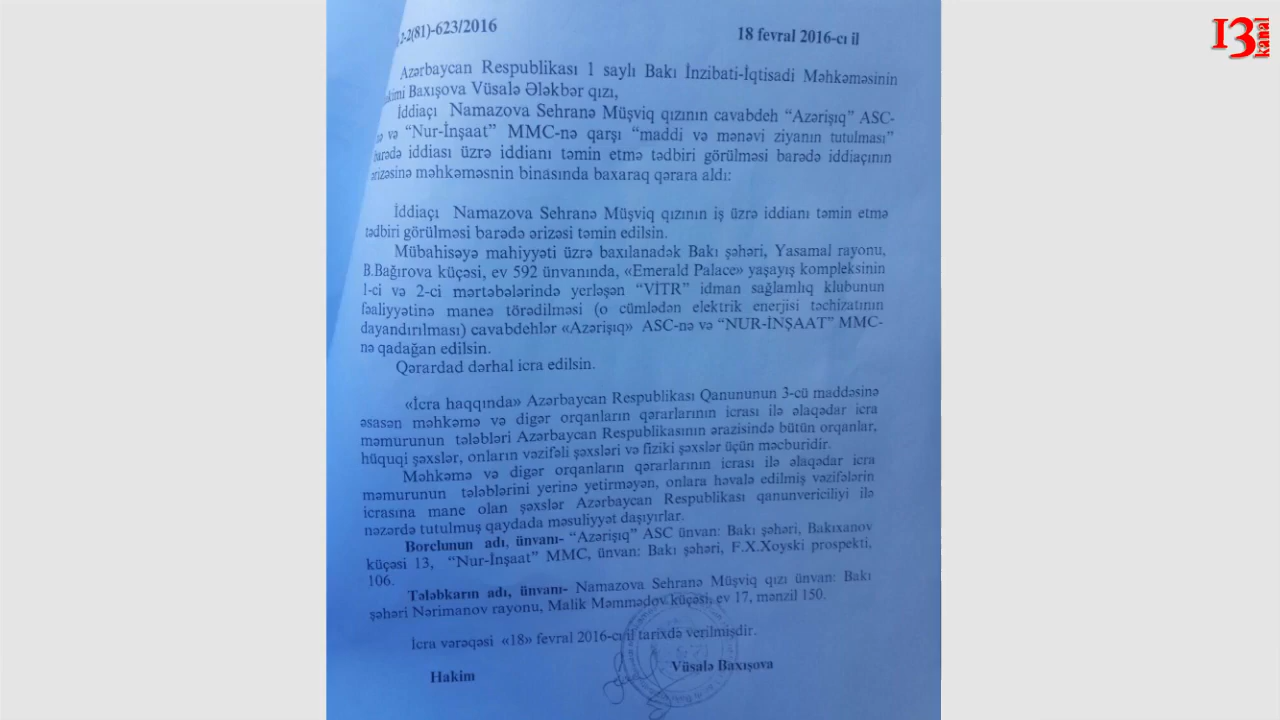 2-2(81)-623/2016
18 fevral 2016-cı il
Azərbaycan Respublikası 1 saylı Bakı İnzibati-İqtisadi Məhkəməsinin
Baxışova Vüsalə Ələkbər qızı,
İddiaçı Namazova Sehranə Müşviq qızının cavabdeh “Azərişıq” ASC-
və “Nur-İnşaat” MMC-nə qarşı “maddi və mənəvi ziyanın tutulması”
barədə iddiası üzrə iddianı təmin etmə tədbiri görülməsi barədə iddiaçının
ərizəsinə məhkəməsnin binasında baxaraq qərara aldı:
İddiaçı Namazova Sehranə Müşviq qızının iş üzrə iddianı təmin etmə
tədbiri görülməsi barədə ərizəsi təmin edilsin.
Mübahisəyə mahiyyəti üzrə baxılanadək Bakı şəhəri, Yasamal rayonu,
B.Bağırova küçəsi, ev 592 ünvanında, «Emerald Palace» yaşayış kompleksinin
1-ci və 2-ci mərtəbələrində yerləşən “VİTR” idman sağlamlıq klubunun
fəaliyyətinə maneə törədilməsi (o cümlədən elektrik enerjisi təchizatının
dayandırılması) cavabdehlər «Azərişıq» ASC-nə və “NUR-İNŞAAT” MMC-
nə qadağan edilsin.
Qərardad dərhal icra edilsin.
«İcra haqqında» Azərbaycan Respublikası Qanununun 3-cü maddəsinə
əsasən məhkəmə və digər orqanların qərarlarının icrası ilə əlaqədar icra
məmurunun tələbləri Azərbaycan Respublikasının ərazisində bütün orqanlar,
hüquqi şəxslər, onların vəzifəli şəxsləri və fiziki şəxslər üçün məcburidir.
Məhkəmə və digər orqanların qərarlarının icrası ilə əlaqədar icra
məmurunun tələblərini yerinə yetirməyən, onlara həvalə edilmiş vəzifələrin
icrasına mane olan şəxslər Azərbaycan Respublikası qanunvericiliyi ilə
nəzərdə tutulmuş qaydada məsuliyyət daşıyırlar.
Borclunun adı, ünvanı- “Azərişıq” ASC ünvan: Bakı şəhəri, Bakıxanov
küçəsi 13, “Nur-İnşaat” MMC, ünvan: Bakı şəhəri, F.X.Xoyski prospekti,
106.
Tələbkarın adı, ünvanı- Namazova Sehranə Müşviq qızı ünvan: Bakı
şəhəri Nərimanov rayonu, Malik Məmmədov küçəsi, ev 17, mənzil 150.
İcra vərəqəsi «18» fevral 2016-cı il tarixdə verilmişdir.
Hakim
Vüsalə Baxışova
13 kanal